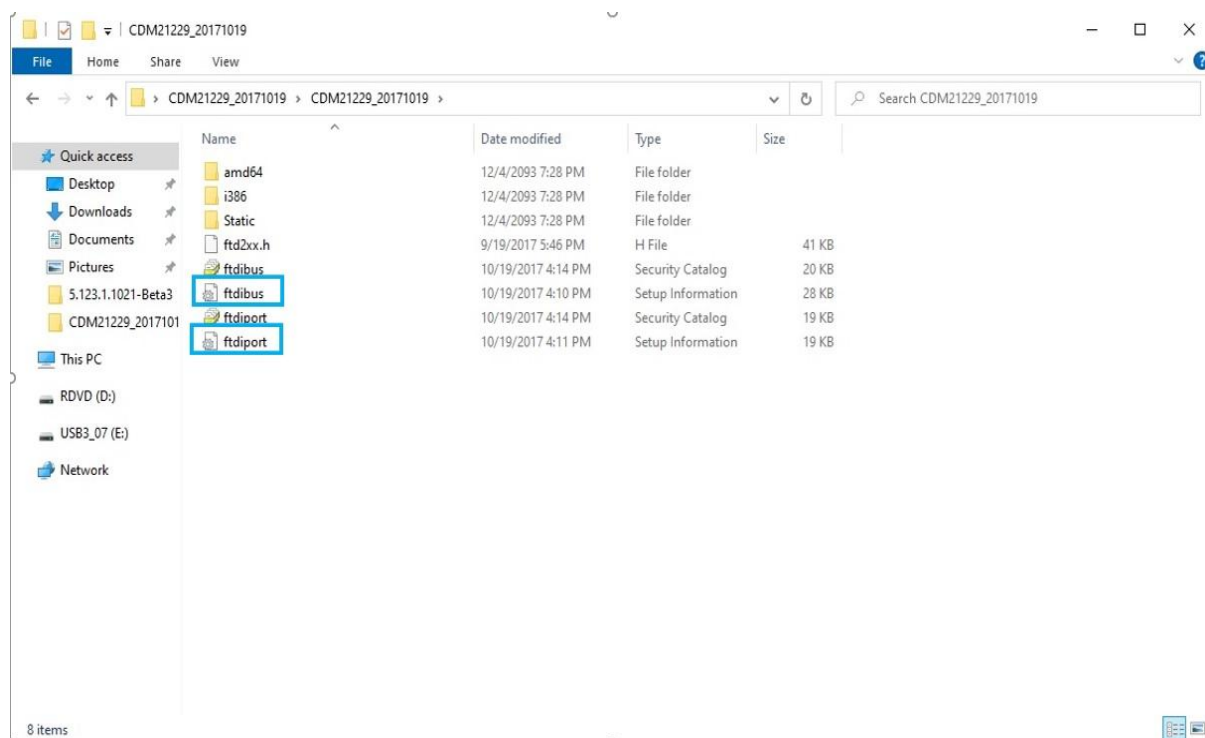 CDM21229_20171019
File Home Share View
CDM21229_20171019 > CDM21229_20171019 >
Search CDM21229_20171019
?
Quick access
Desktop
Downloads
Documents
Pictures
5.123.1.1021-Beta3
CDM21229_2017101
This PC
RDVD (D:)
USB3_07 (E:)
Network
Name Date modified Type Size
amd64 12/4/2093 7:28 PM File folder
i386 12/4/2093 7:28 PM File folder
Static 12/4/2093 7:28 PM File folder
ftd2xx.h 9/19/2017 5:46 PM H File 41 KB
ftdibus 10/19/2017 4:14 PM Security Catalog 20 KB
ftdibus 10/19/2017 4:10 PM Setup Information 28 KB
ftdiport 10/19/2017 4:14 PM Security Catalog 19 KB
ftdiport 10/19/2017 4:11 PM Setup Information 19 KB
8 items